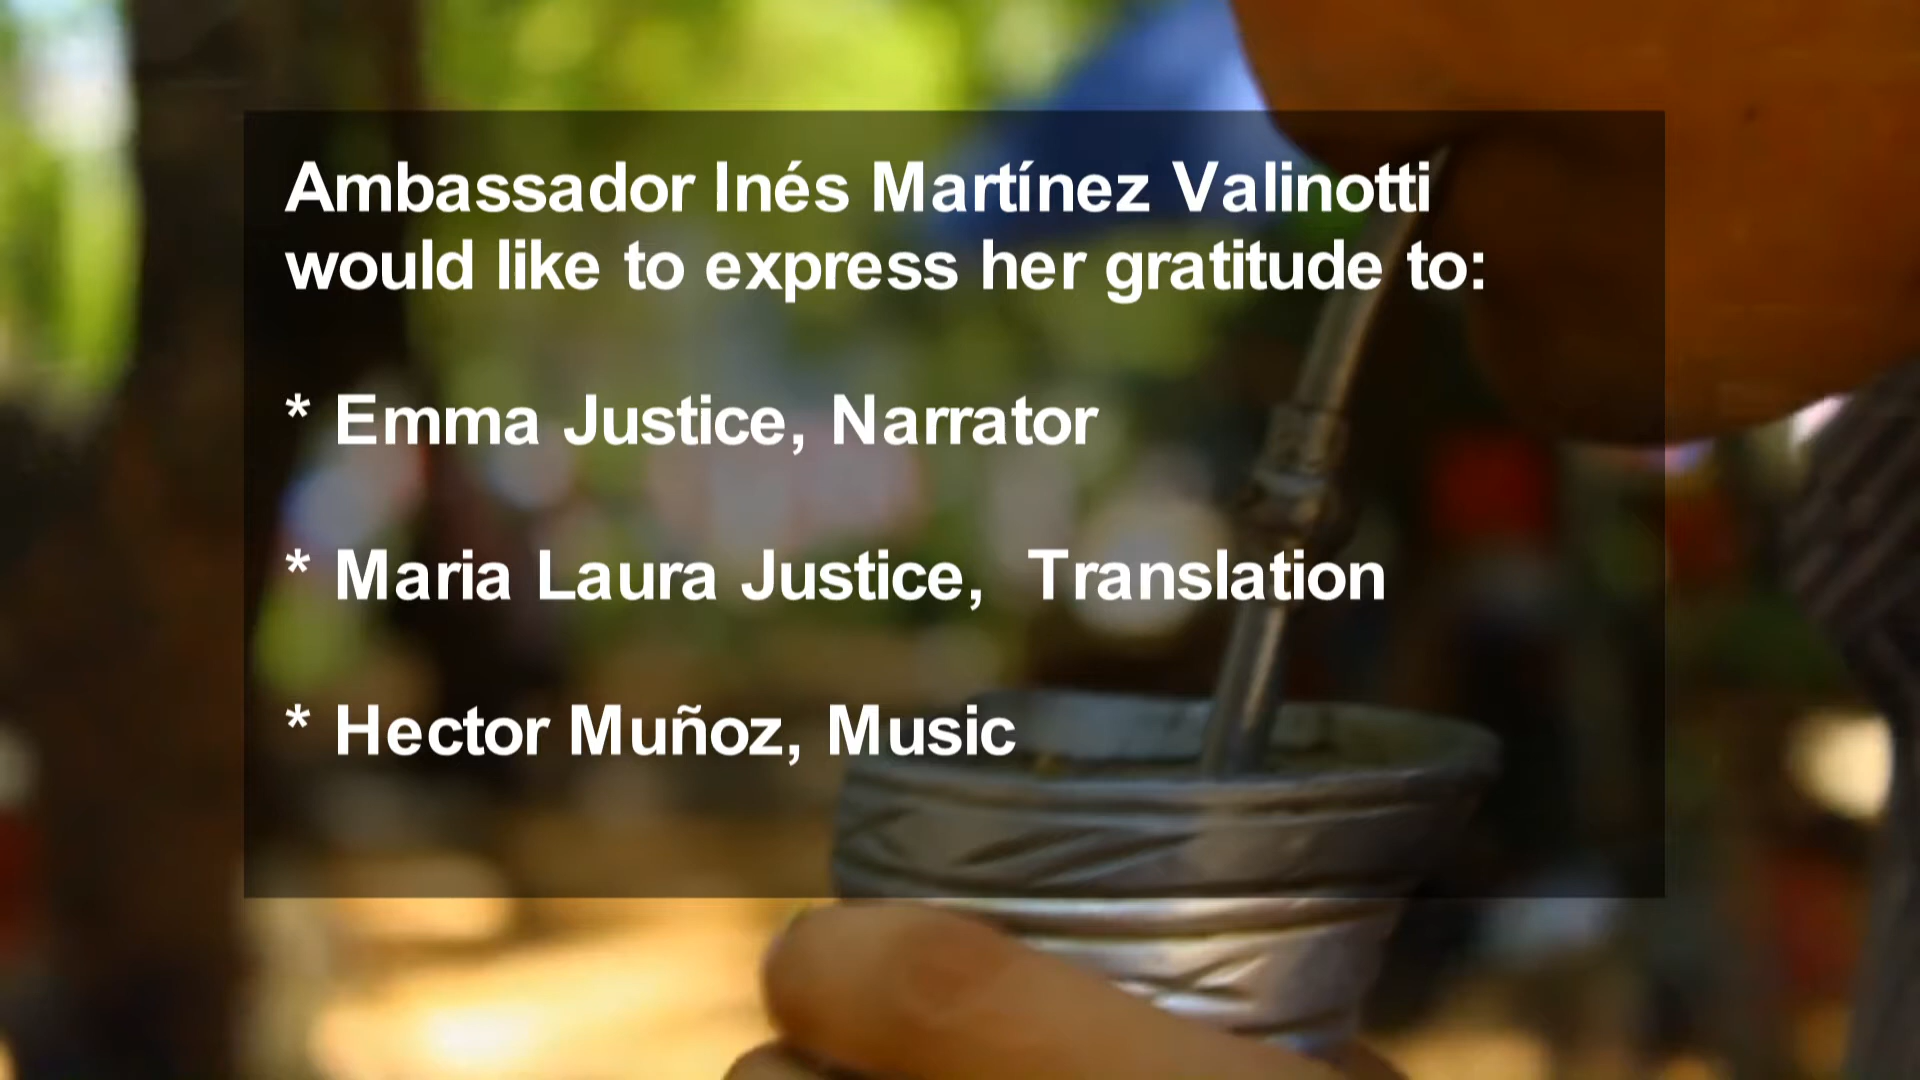 Ambassador Inés Martínez Valinotti
would like to express her gratitude to:
* Emma Justice, Narrator
* Maria Laura Justice, Translation
* Hector Muñoz, Music